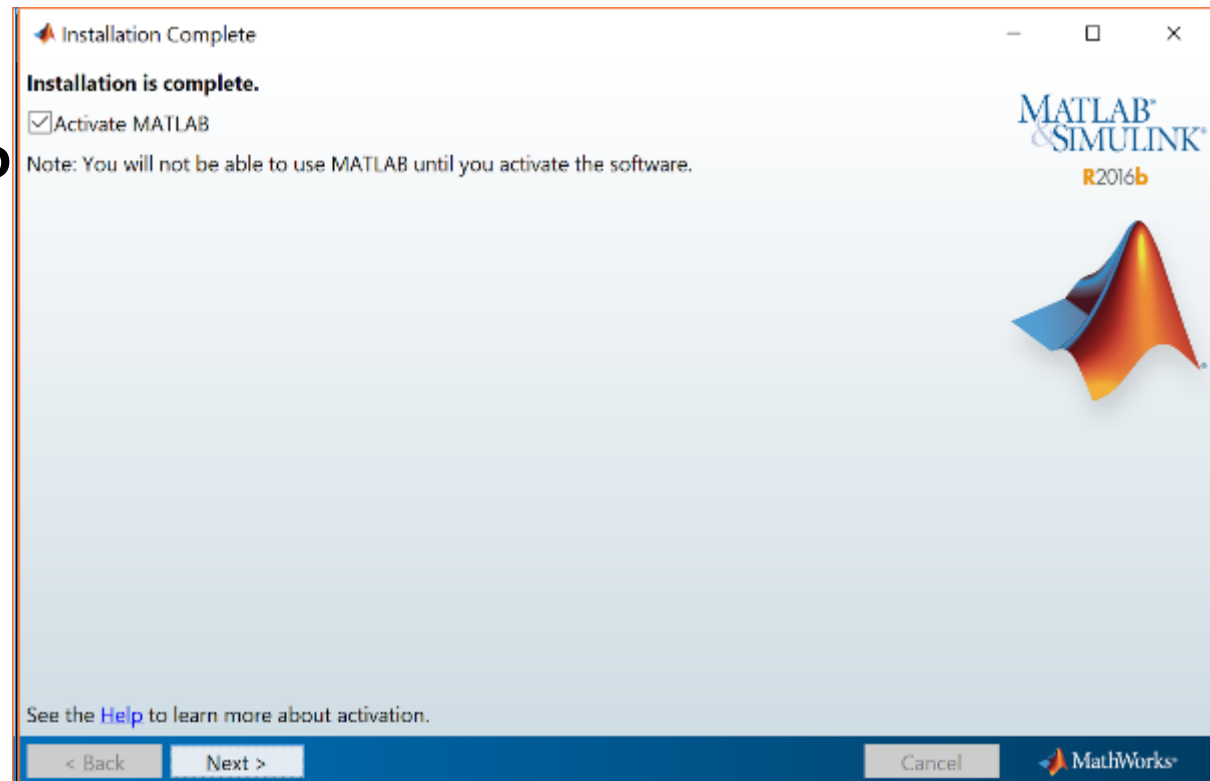 Installation Complete
Installation is complete.
Activate MATLAB
Note: You will not be able to use MATLAB until you activate the software.
MATLAB®
&SIMULINK®
R2016b
See the Help to learn more about activation.
< Back
Next >
Cancel
MathWorks®